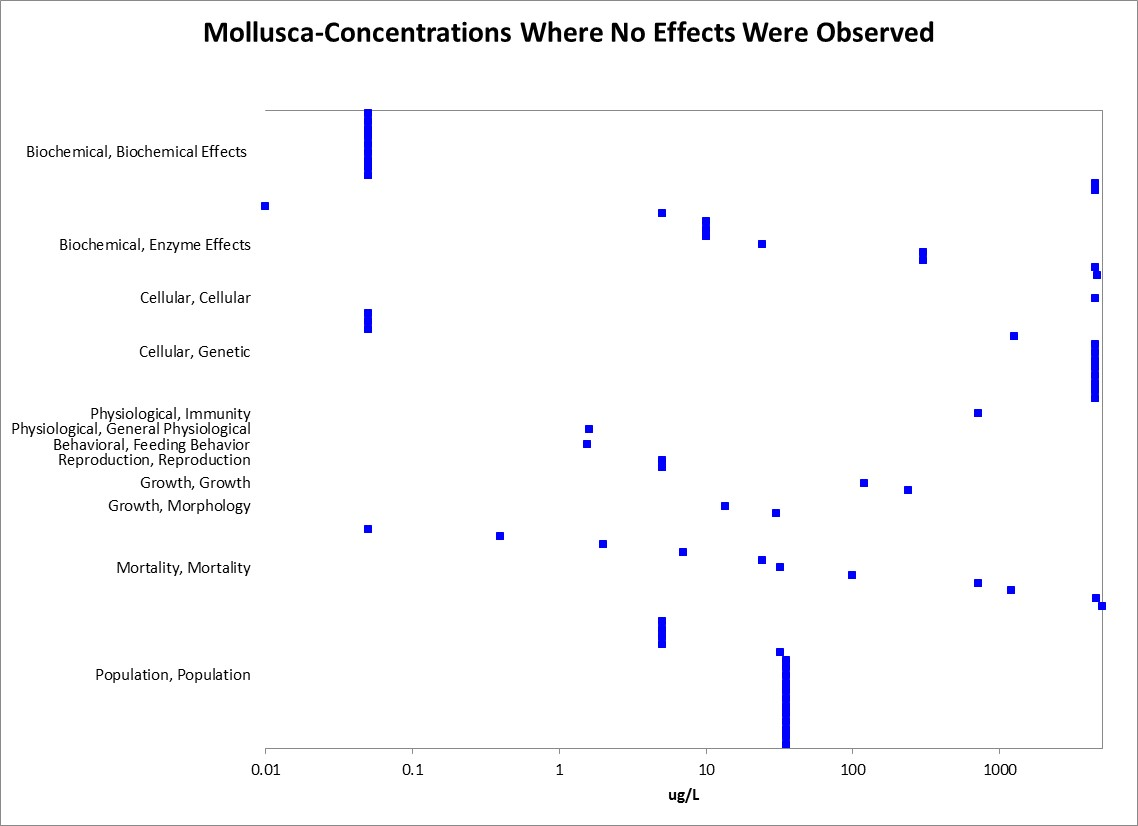 Mollusca-Concentrations Where No Effects Were Observed
Biochemical, Biochemical Effects
Biochemical, Enzyme Effects
Cellular, Cellular
Cellular, Genetic
Physiological, Immunity
Physiological, General Physiological
Behavioral, Feeding Behavior
Reproduction, Reproduction
Growth, Growth
Growth, Morphology
Mortality, Mortality
Population, Population
0.01 0.1 1 10 100 1000
ug/L